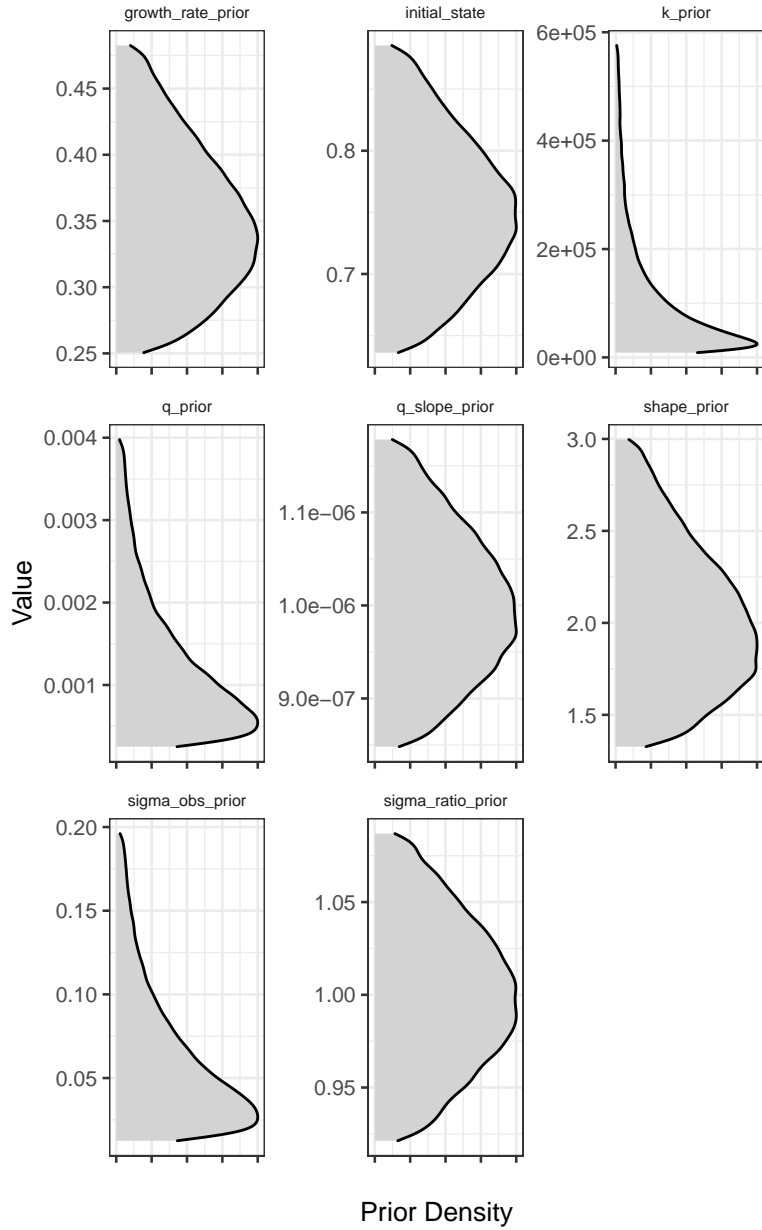 growth_rate_prior
0.45
0.40
0.35
0.30
0.25
initial_state
0.8
0.7
k_prior
6e+05
4e+05
2e+05
0e+00
q_prior
0.004
0.003
0.002
0.001
q_slope_prior
1.1e−06
1.0e−06
9.0e−07
shape_prior
3.0
2.5
2.0
1.5
sigma_obs_prior
0.20
0.15
0.10
0.05
sigma_ratio_prior
1.05
1.00
0.95
Value
Prior Density